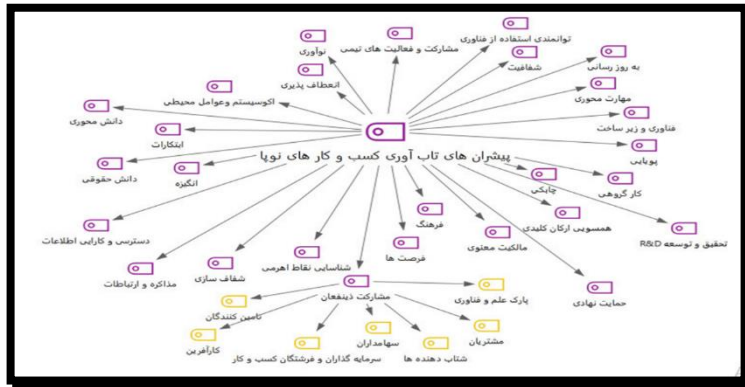 توانمندی استفاده از فناوری
مشارکت و فعالیت های تیمی
نوآوری
شفافیت
به روز رسانی
انعطاف پذیری
مهارت محوری
اکوسیستم وعوامل محیطی
دانش محوری
فناوری و زیر ساخت
ابتکارات
پویایی
پیشران های تاب آوری کسب و کار های نوپا
دانش حقوقی
انگیزه
چابکی
کار گروهی
فرهنگ
همسویی ارکان کلیدی
دسترسی و کارایی اطلاعات
تحقیق و توسعه R&D
مالکیت معنوی
فرصت ها
شناسایی نقاط اهرمی
شفاف سازی
مذاکره و ارتباطات
مشارکت ذینفعان
حمایت نهادی
پارک علم و فناوری
تامین کنندگان
مشتریان
سهامداران
کارآفرین
شتاب دهنده ها
سرمایه گذاران و فرشتگان کسب و کار